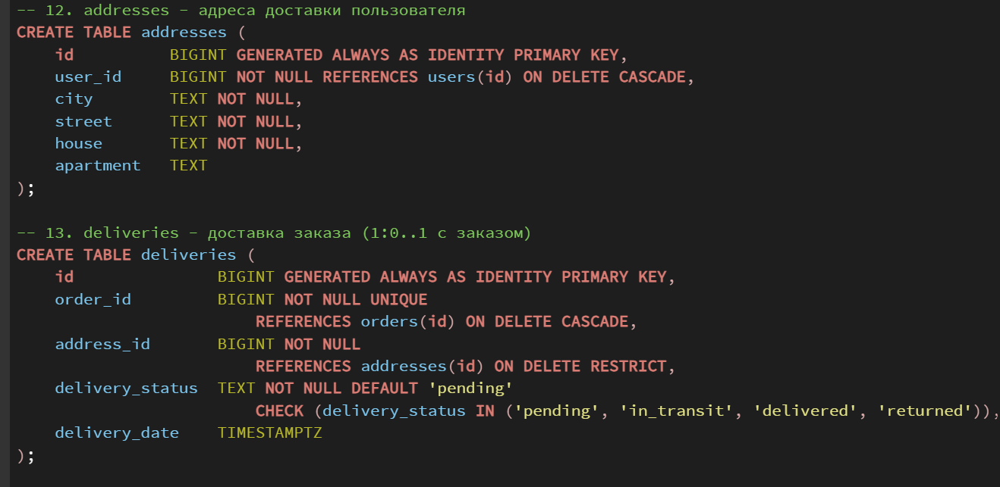 -- 12. addresses - адреса доставки пользователя
CREATE TABLE addresses (
    id          BIGINT GENERATED ALWAYS AS IDENTITY PRIMARY KEY,
    user_id     BIGINT NOT NULL REFERENCES users(id) ON DELETE CASCADE,
    city        TEXT NOT NULL,
    street      TEXT NOT NULL,
    house       TEXT NOT NULL,
    apartment   TEXT
);

-- 13. deliveries - доставка заказа (1:0..1 с заказом)
CREATE TABLE deliveries (
    id               BIGINT GENERATED ALWAYS AS IDENTITY PRIMARY KEY,
    order_id         BIGINT NOT NULL UNIQUE
                         REFERENCES orders(id) ON DELETE CASCADE,
    address_id       BIGINT NOT NULL
                         REFERENCES addresses(id) ON DELETE RESTRICT,
    delivery_status  TEXT NOT NULL DEFAULT 'pending'
                         CHECK (delivery_status IN ('pending', 'in_transit', 'delivered', 'returned')),
    delivery_date    TIMESTAMPTZ
);